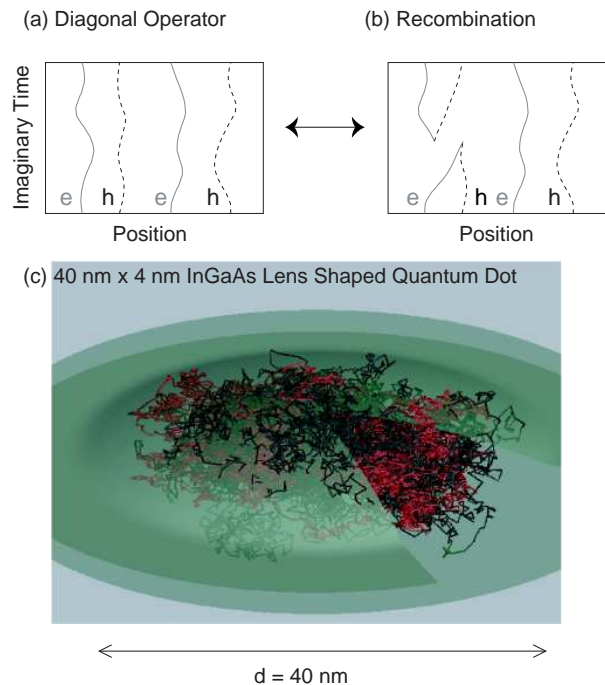 (a) Diagonal Operator
(b) Recombination
Imaginary Time
e h e h
e h e h
Position
Position
(c) 40 nm x 4 nm InGaAs Lens Shaped Quantum Dot
d = 40 nm